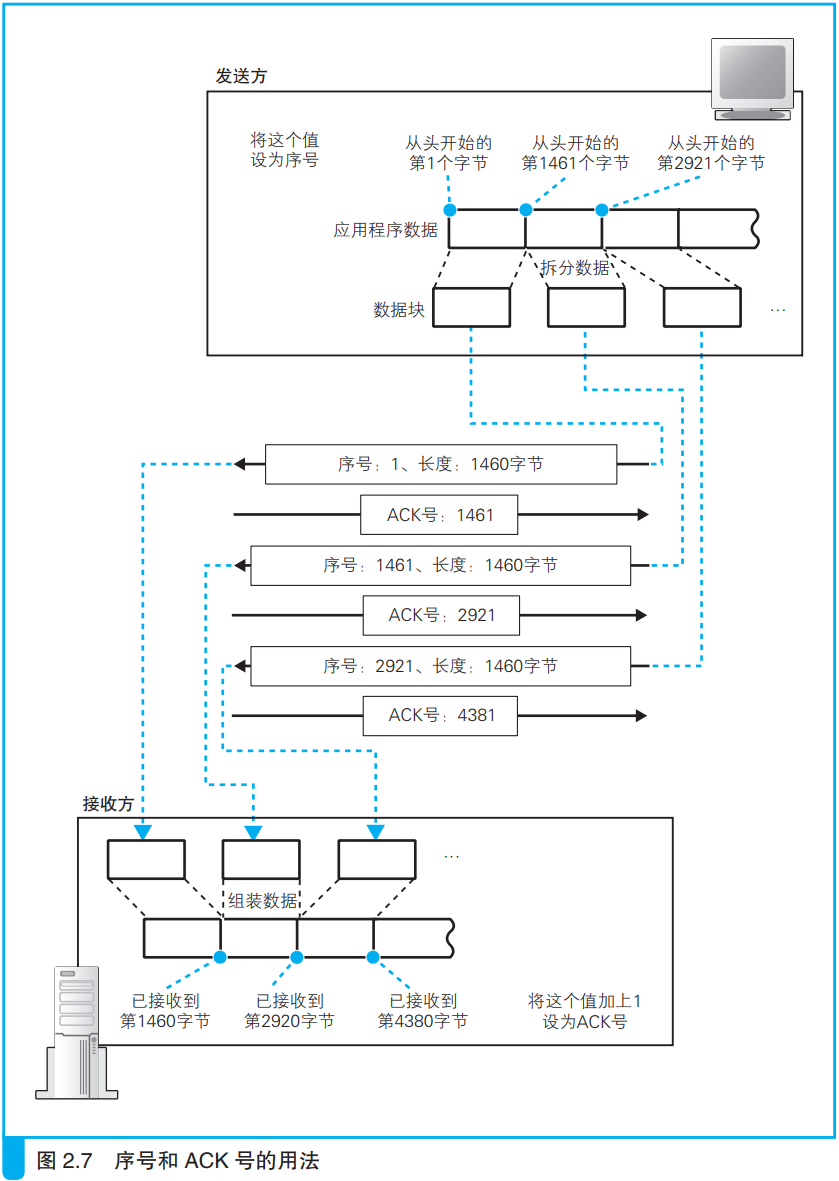 发送方
将这个值
设为序号
从头开始的
第1个字节
从头开始的
第1461个字节
从头开始的
第2921个字节
应用程序数据
拆分数据
数据块
…
序号：1、长度：1460字节
ACK号：1461
序号：1461、长度：1460字节
ACK号：2921
序号：2921、长度：1460字节
ACK号：4381
接收方
…
组装数据
已接收到
第1460字节
已接收到
第2920字节
已接收到
第4380字节
将这个值加上1
设为ACK号
图 2.7 序号和 ACK 号的用法